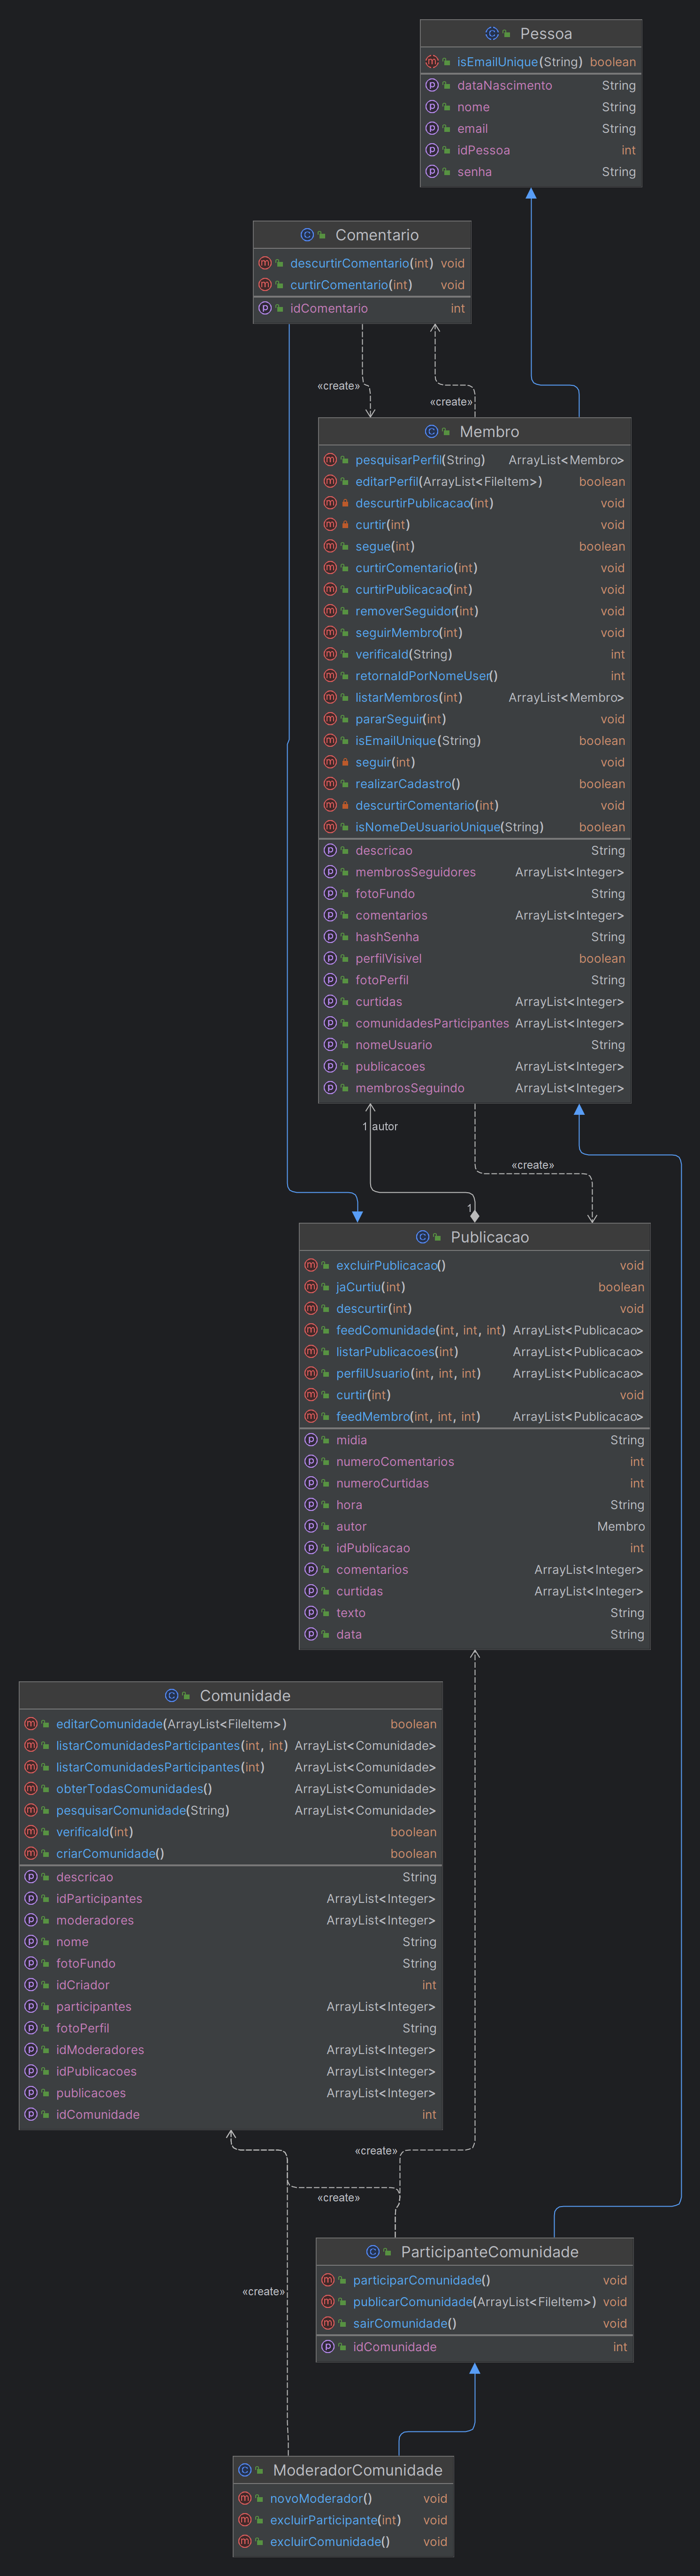 Pessoa
isEmailUnique(String) boolean
dataNascimento String
nome String
email String
idPessoa int
senha String
Comentario
descurtirComentario(int) void
curtirComentario(int) void
idComentario int
«create»
«create»
Membro
pesquisarPerfil(String) ArrayList<Membro>
editarPerfil(ArrayList<FileItem>) boolean
descurtirPublicacao(int) void
curtir(int) void
segue(int) boolean
curtirComentario(int) void
curtirPublicacao(int) void
removerSeguidor(int) void
seguirMembro(int) void
verificaId(String) int
retornaIdPorNomeUser() int
listarMembros(int) ArrayList<Membro>
pararSeguir(int) void
isEmailUnique(String) boolean
seguir(int) void
realizarCadastro() boolean
descurtirComentario(int) void
isNomeDeUsuarioUnique(String) boolean
descricao String
membrosSeguidores ArrayList<Integer>
fotoFundo String
comentarios ArrayList<Integer>
hashSenha String
perfilVisivel boolean
fotoPerfil String
curtidas ArrayList<Integer>
comunidadesParticipantes ArrayList<Integer>
nomeUsuario String
publicacoes ArrayList<Integer>
membrosSeguindo ArrayList<Integer>
1 autor
«create»
1
Publicacao
excluirPublicacao() void
jaCurtiu(int) boolean
descurtir(int) void
feedComunidade(int, int, int) ArrayList<Publicacao>
listarPublicacoes(int) ArrayList<Publicacao>
perfilUsuario(int, int, int) ArrayList<Publicacao>
curtir(int) void
feedMembro(int, int, int) ArrayList<Publicacao>
midia String
numeroComentarios int
numeroCurtidas int
hora String
autor Membro
idPublicacao int
comentarios ArrayList<Integer>
curtidas ArrayList<Integer>
texto String
data String
Comunidade
editarComunidade(ArrayList<FileItem>) boolean
listarComunidadesParticipantes(int, int) ArrayList<Comunidade>
listarComunidadesParticipantes(int) ArrayList<Comunidade>
obterTodasComunidades() ArrayList<Comunidade>
pesquisarComunidade(String) ArrayList<Comunidade>
verificaId(int) boolean
criarComunidade() boolean
descricao String
idParticipantes ArrayList<Integer>
moderadores ArrayList<Integer>
nome String
fotoFundo String
idCriador int
participantes ArrayList<Integer>
fotoPerfil String
idModeradores ArrayList<Integer>
idPublicacoes ArrayList<Integer>
publicacoes ArrayList<Integer>
idComunidade int
«create»
«create»
«create»
ParticipanteComunidade
participarComunidade() void
publicarComunidade(ArrayList<FileItem>) void
sairComunidade() void
idComunidade int
ModeradorComunidade
novoModerador() void
excluirParticipante(int) void
excluirComunidade() void